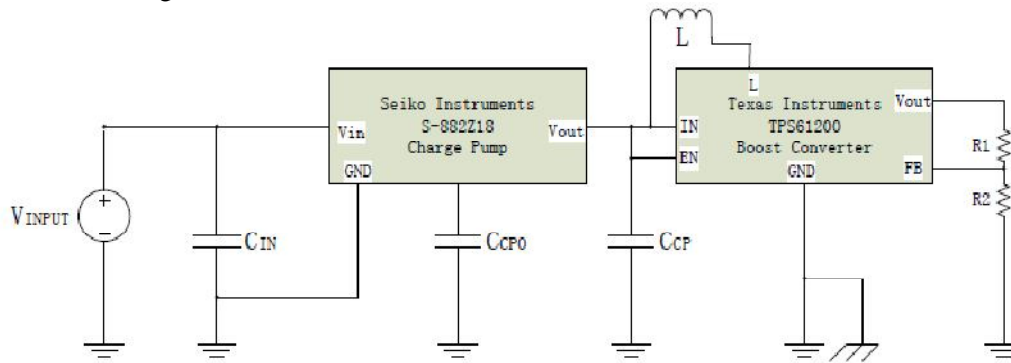 L
Seiko Instruments
S-882Z18
Charge Pump
Vin
Vout
GND
L
Texas Instruments
TPS61200
Boost Converter
IN
EN
Vout
GND
FB
R1
R2
VINPUT
CIN
CCPO
CCP